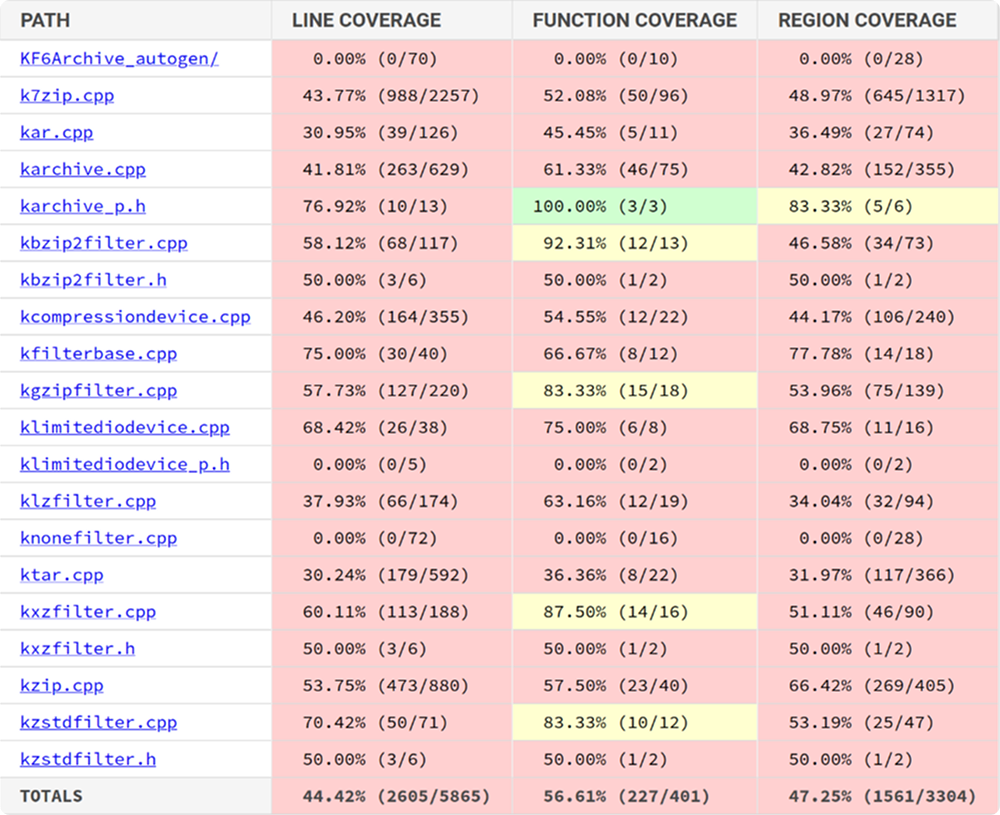 PATH LINE COVERAGE FUNCTION COVERAGE REGION COVERAGE
KF6Archive_autogen/ 0.00% (0/70) 0.00% (0/10) 0.00% (0/28)
k7zip.cpp 43.77% (988/2257) 52.08% (50/96) 48.97% (645/1317)
kar.cpp 30.95% (39/126) 45.45% (5/11) 36.49% (27/74)
karchive.cpp 41.81% (263/629) 61.33% (46/75) 42.82% (152/355)
karchive_p.h 76.92% (10/13) 100.00% (3/3) 83.33% (5/6)
kbzip2filter.cpp 58.12% (68/117) 92.31% (12/13) 46.58% (34/73)
kbzip2filter.h 50.00% (3/6) 50.00% (1/2) 50.00% (1/2)
kcompressiondevice.cpp 46.20% (164/355) 54.55% (12/22) 44.17% (106/240)
kfilterbase.cpp 75.00% (30/40) 66.67% (8/12) 77.78% (14/18)
kgzipfilter.cpp 57.73% (127/220) 83.33% (15/18) 53.96% (75/139)
klimitediodevice.cpp 68.42% (26/38) 75.00% (6/8) 68.75% (11/16)
klimitediodevice_p.h 0.00% (0/5) 0.00% (0/2) 0.00% (0/2)
klzfilter.cpp 37.93% (66/174) 63.16% (12/19) 34.04% (32/94)
knonefilter.cpp 0.00% (0/72) 0.00% (0/16) 0.00% (0/28)
ktar.cpp 30.24% (179/592) 36.36% (8/22) 31.97% (117/366)
kxzfilter.cpp 60.11% (113/188) 87.50% (14/16) 51.11% (46/90)
kxzfilter.h 50.00% (3/6) 50.00% (1/2) 50.00% (1/2)
kzip.cpp 53.75% (473/880) 57.50% (23/40) 66.42% (269/405)
kzstdfilter.cpp 70.42% (50/71) 83.33% (10/12) 53.19% (25/47)
kzstdfilter.h 50.00% (3/6) 50.00% (1/2) 50.00% (1/2)
TOTALS 44.42% (2605/5865) 56.61% (227/401) 47.25% (1561/3304)